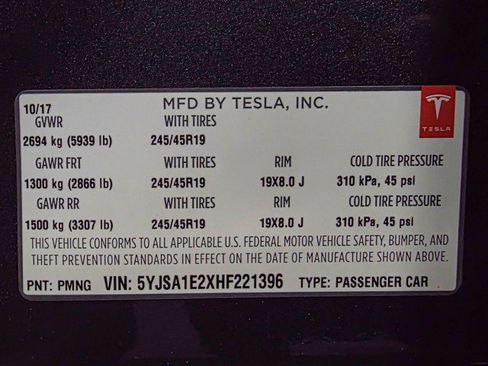 10/17 MFD BY TESLA, INC.
GVWR WITH TIRES
TESLA
2694 kg (5939 lb) 245/45R19
GAWR FRT WITH TIRES RIM COLD TIRE PRESSURE
1300 kg (2866 lb) 245/45R19 19X8.0 J 310 kPa, 45 psi
GAWR RR WITH TIRES RIM COLD TIRE PRESSURE
1500 kg (3307 lb) 245/45R19 19X8.0 J 310 kPa, 45 psi
THIS VEHICLE CONFORMS TO ALL APPLICABLE U.S. FEDERAL MOTOR VEHICLE SAFETY, BUMPER, AND
THEFT PREVENTION STANDARDS IN EFFECT ON THE DATE OF MANUFACTURE SHOWN ABOVE.
PNT: PMNG VIN: 5YJSA1E2XHF221396 TYPE: PASSENGER CAR